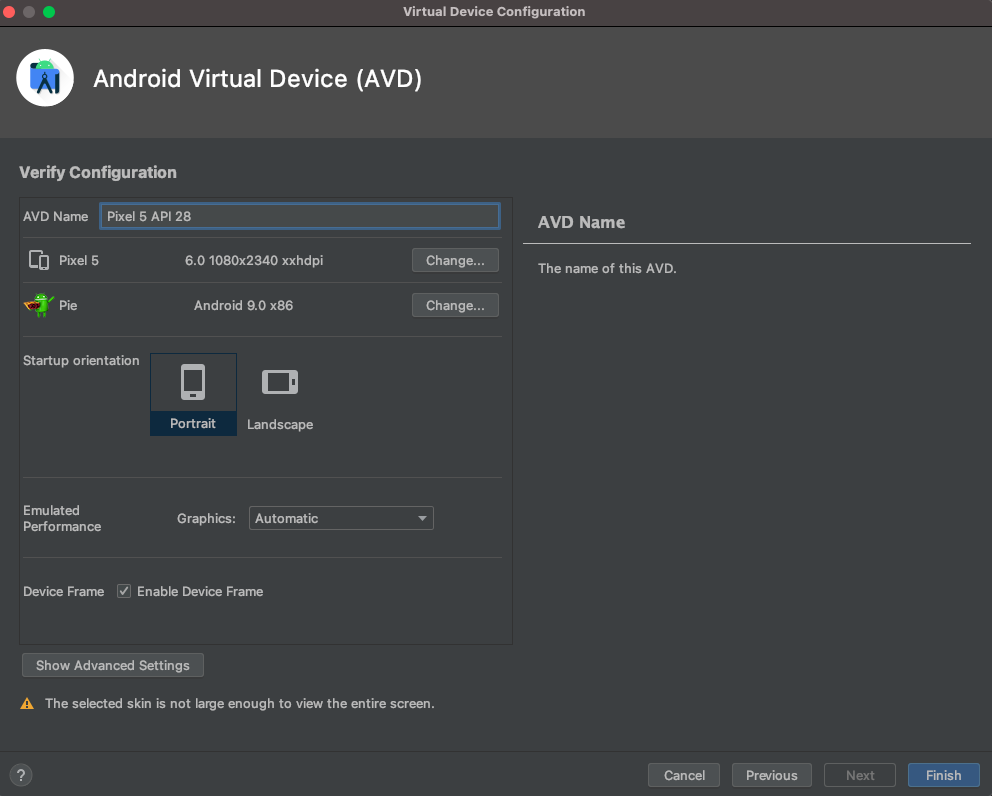 Virtual Device Configuration
Android Virtual Device (AVD)
Verify Configuration
AVD Name Pixel 5 API 28
Pixel 5 6.0 1080x2340 xxhdpi Change...
Pie Android 9.0 x86 Change...
Startup orientation
Portrait Landscape
Emulated
Performance
Graphics: Automatic
Device Frame Enable Device Frame
AVD Name
The name of this AVD.
Show Advanced Settings
The selected skin is not large enough to view the entire screen.
? Cancel Previous Next Finish